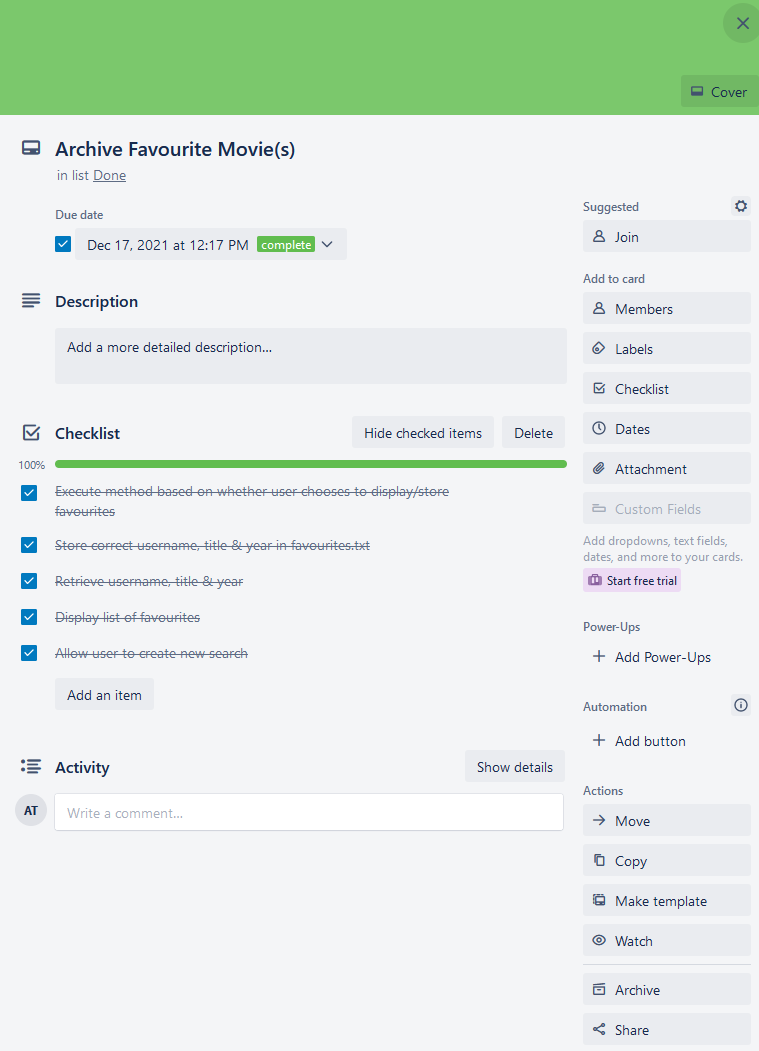 Cover
Archive Favourite Movie(s)
in list Done
Due date
Dec 17, 2021 at 12:17 PM complete
Description
Add a more detailed description...
Checklist
Hide checked items
Delete
100%
Execute method based on whether user chooses to display/store
favourites
Store correct username, title & year in favourites.txt
Retrieve username, title & year
Display list of favourites
Allow user to create new search
Add an item
Activity
Show details
AT
Write a comment...
Suggested
Join
Add to card
Members
Labels
Checklist
Dates
Attachment
Custom Fields
Add dropdowns, text fields,
dates, and more to your cards.
Start free trial
Power-Ups
Add Power-Ups
Automation
Add button
Actions
Move
Copy
Make template
Watch
Archive
Share